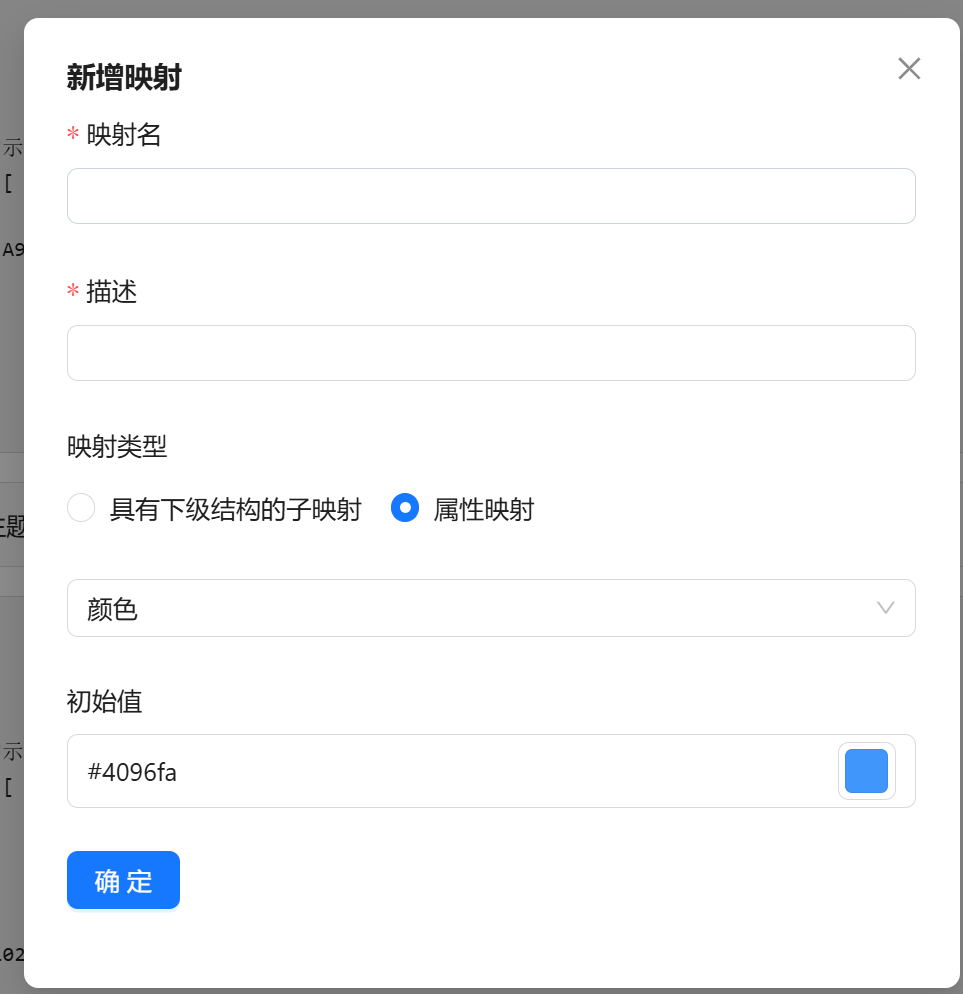 新增映射
* 映射名
* 描述
映射类型
具有下级结构的子映射 属性映射
颜色
初始值
#4096fa
确 定
示
[
A9
主题
示
[
02